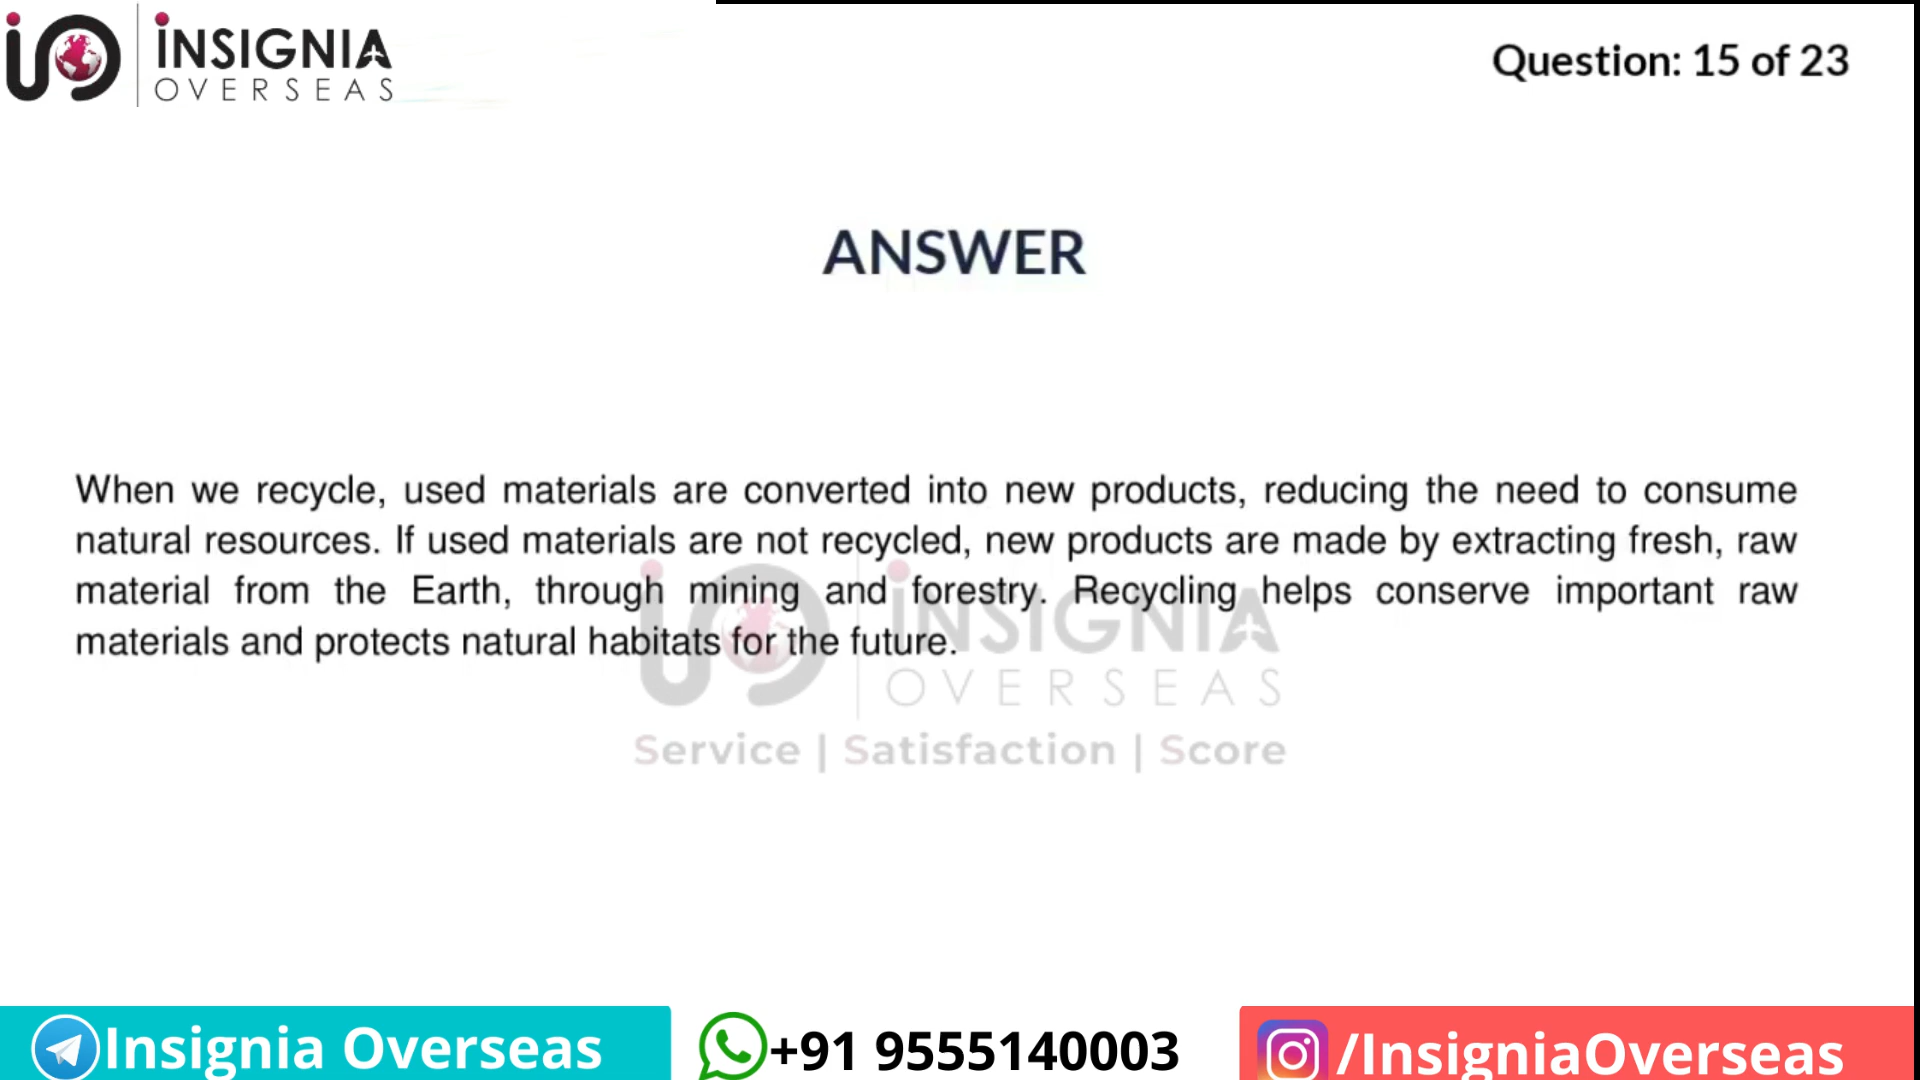 INSIGNIA
OVERSEAS
Question: 15 of 23
ANSWER
When we recycle, used materials are converted into new products, reducing the need to consume
natural resources. If used materials are not recycled, new products are made by extracting fresh, raw
material from the Earth, through mining and forestry. Recycling helps conserve important raw
materials and protects natural habitats for the future.
INSIGNIA
OVERSEAS
Service | Satisfaction | Score
Insignia Overseas
+91 9555140003
/InsigniaOverseas